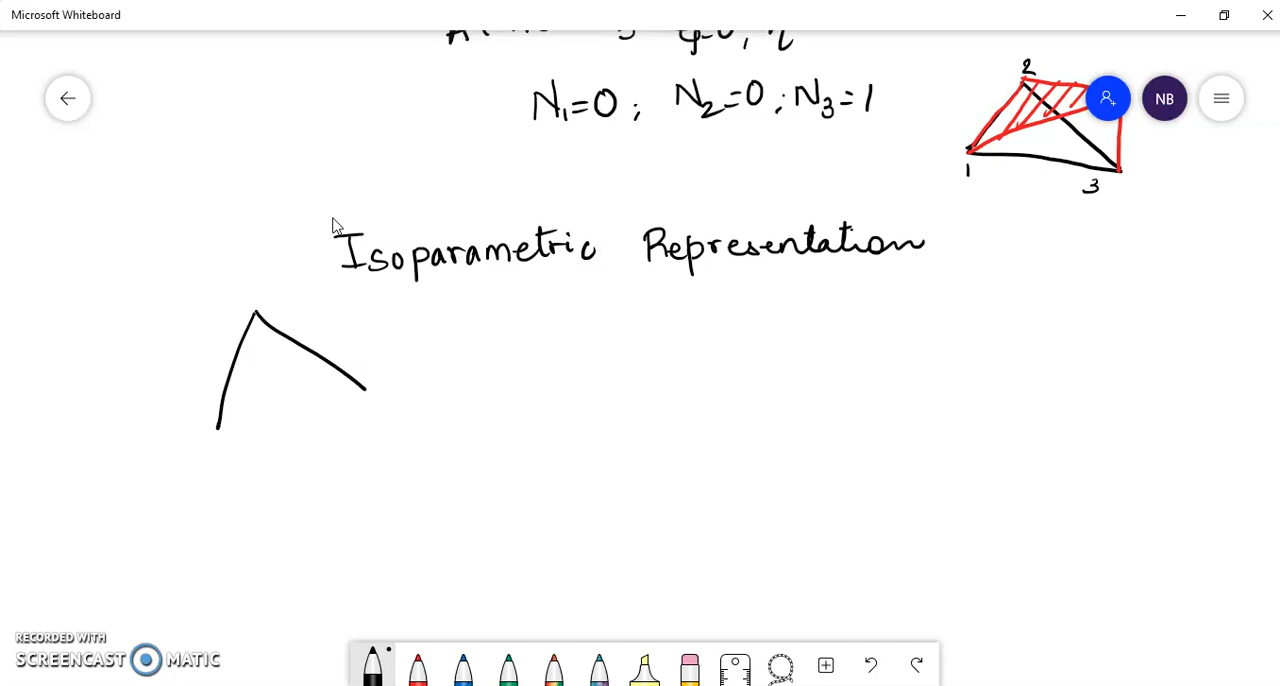 Microsoft Whiteboard
N₁=0 ; N₂=0 ; N₃=1
2
1
3
NB
Isoparametric Representation
RECORDED WITH
SCREENCAST MATIC